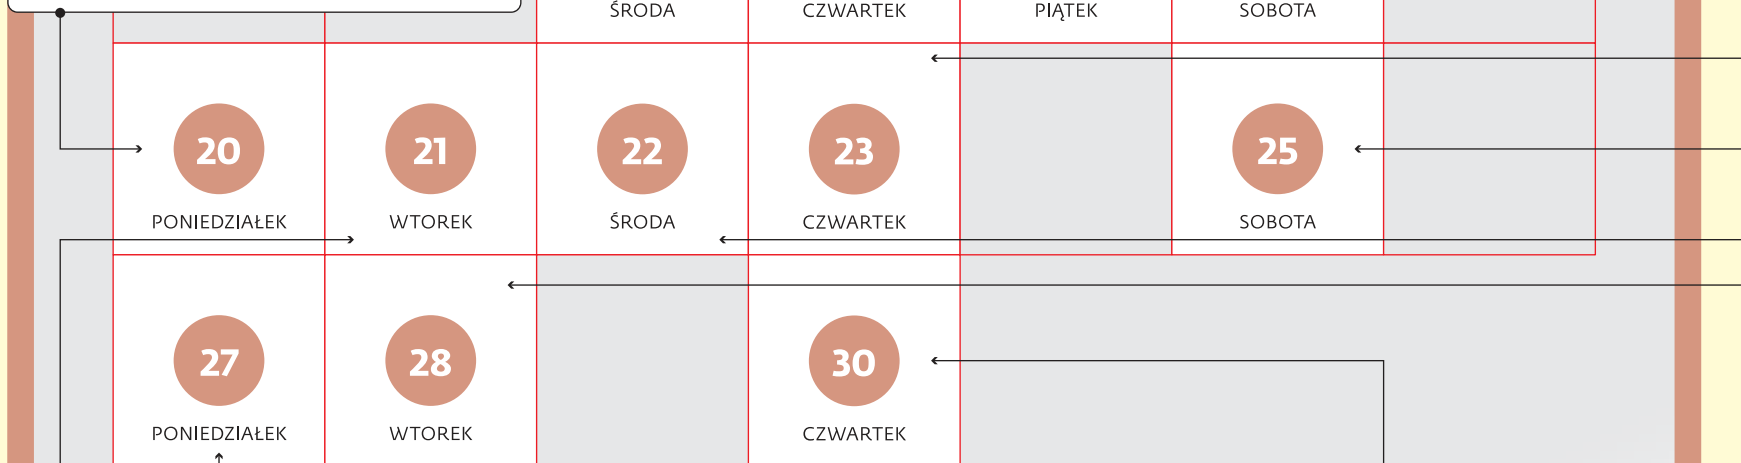 ŚRODA CZWARTEK PIĄTEK SOBOTA
20 21 22 23 25
PONIEDZIAŁEK WTOREK ŚRODA CZWARTEK SOBOTA
27 28 30
PONIEDZIAŁEK WTOREK CZWARTEK